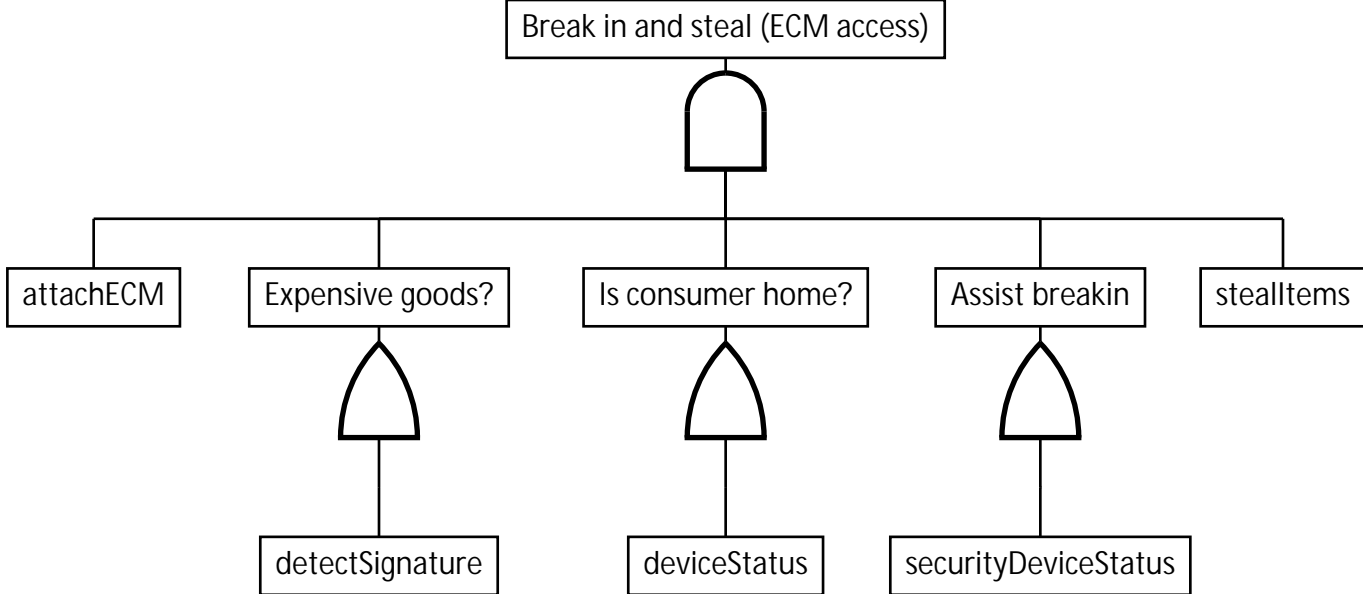 Break in and steal (ECM access)
attachECM
Expensive goods?
Is consumer home?
Assist breakin
stealItems
detectSignature
deviceStatus
securityDeviceStatus